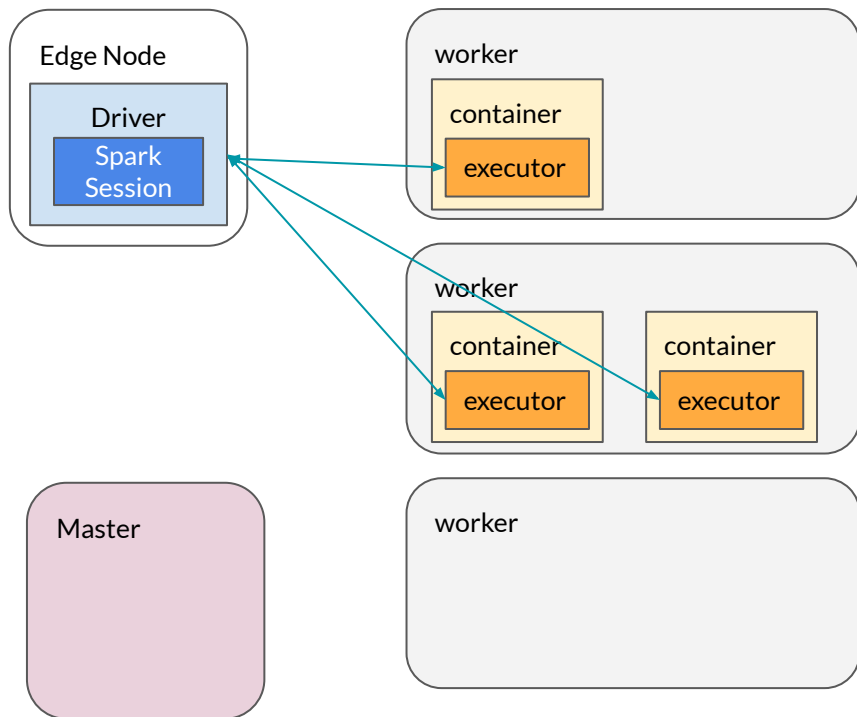 Edge Node
Driver
Spark
Session
worker
container
executor
worker
container
executor
container
executor
Master
worker